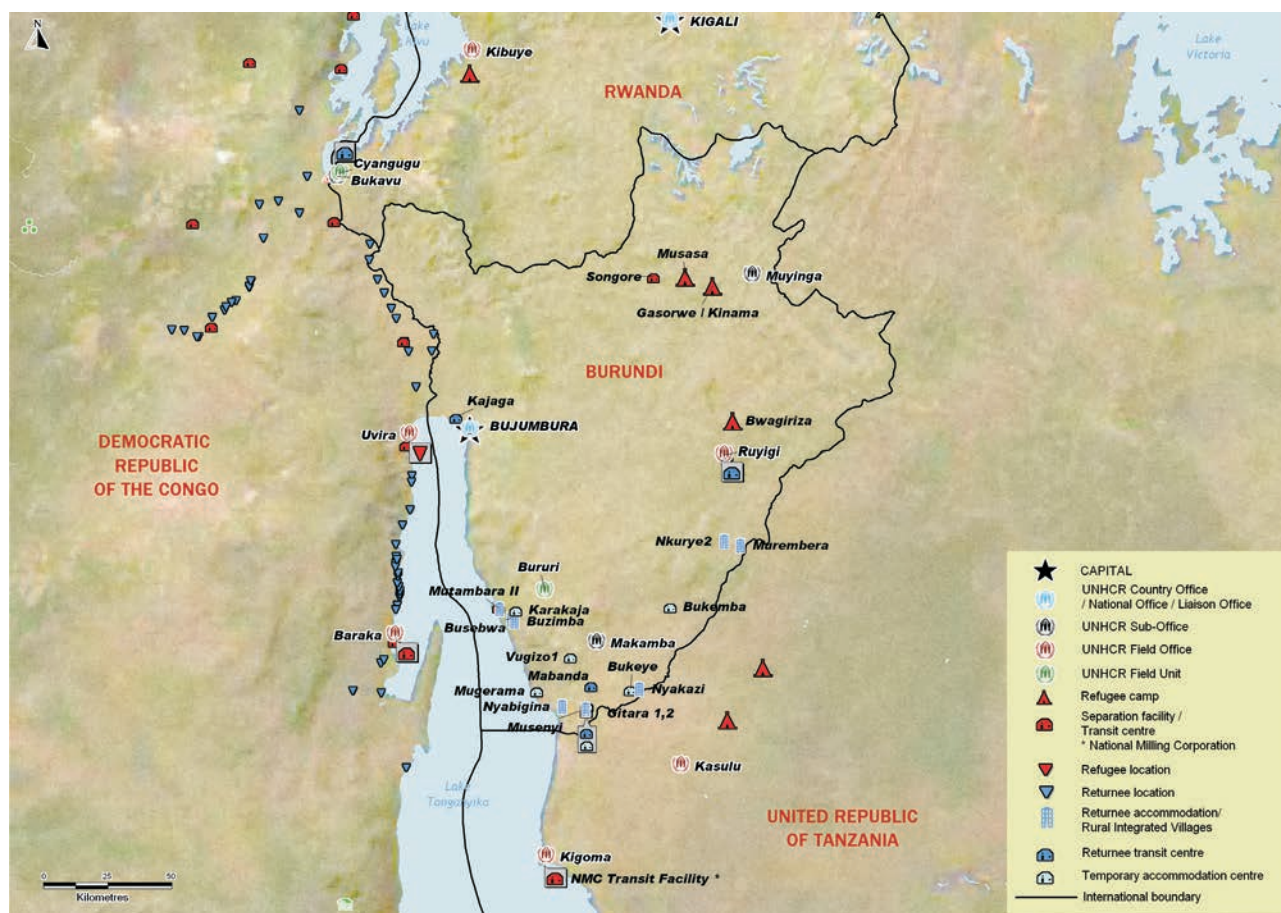 N
Lake
Kivu
KIGALI
Lake
Victoria
Kibuye
RWANDA
Cyangugu
Bukavu
Musasa
Songore
Muyinga
Gasorwe / Kinama
BURUNDI
Kajaga
BUJUMBURA
Bwagiriza
Uvira
DEMOCRATIC
REPUBLIC
OF THE CONGO
Ruyigi
Nkurye2
Murembera
Bururi
Mutambara II
Karakaja
Bukemba
Busebwa
Buzimba
Baraka
Makamba
Vugizo1
Bukeye
Mabanda
Mugerama
Nyakazi
Nyabigina
Gitara 1,2
Musenyi
Kasulu
Lake
Tanganyika
UNITED REPUBLIC
OF TANZANIA
Kigoma
NMC Transit Facility *
0 25 50
Kilometres
CAPITAL
UNHCR Country Office
/ National Office / Liaison Office
UNHCR Sub-Office
UNHCR Field Office
UNHCR Field Unit
Refugee camp
Separation facility /
Transit centre
* National Milling Corporation
Refugee location
Returnee location
Returnee accommodation/
Rural Integrated Villages
Returnee transit centre
Temporary accommodation centre
International boundary